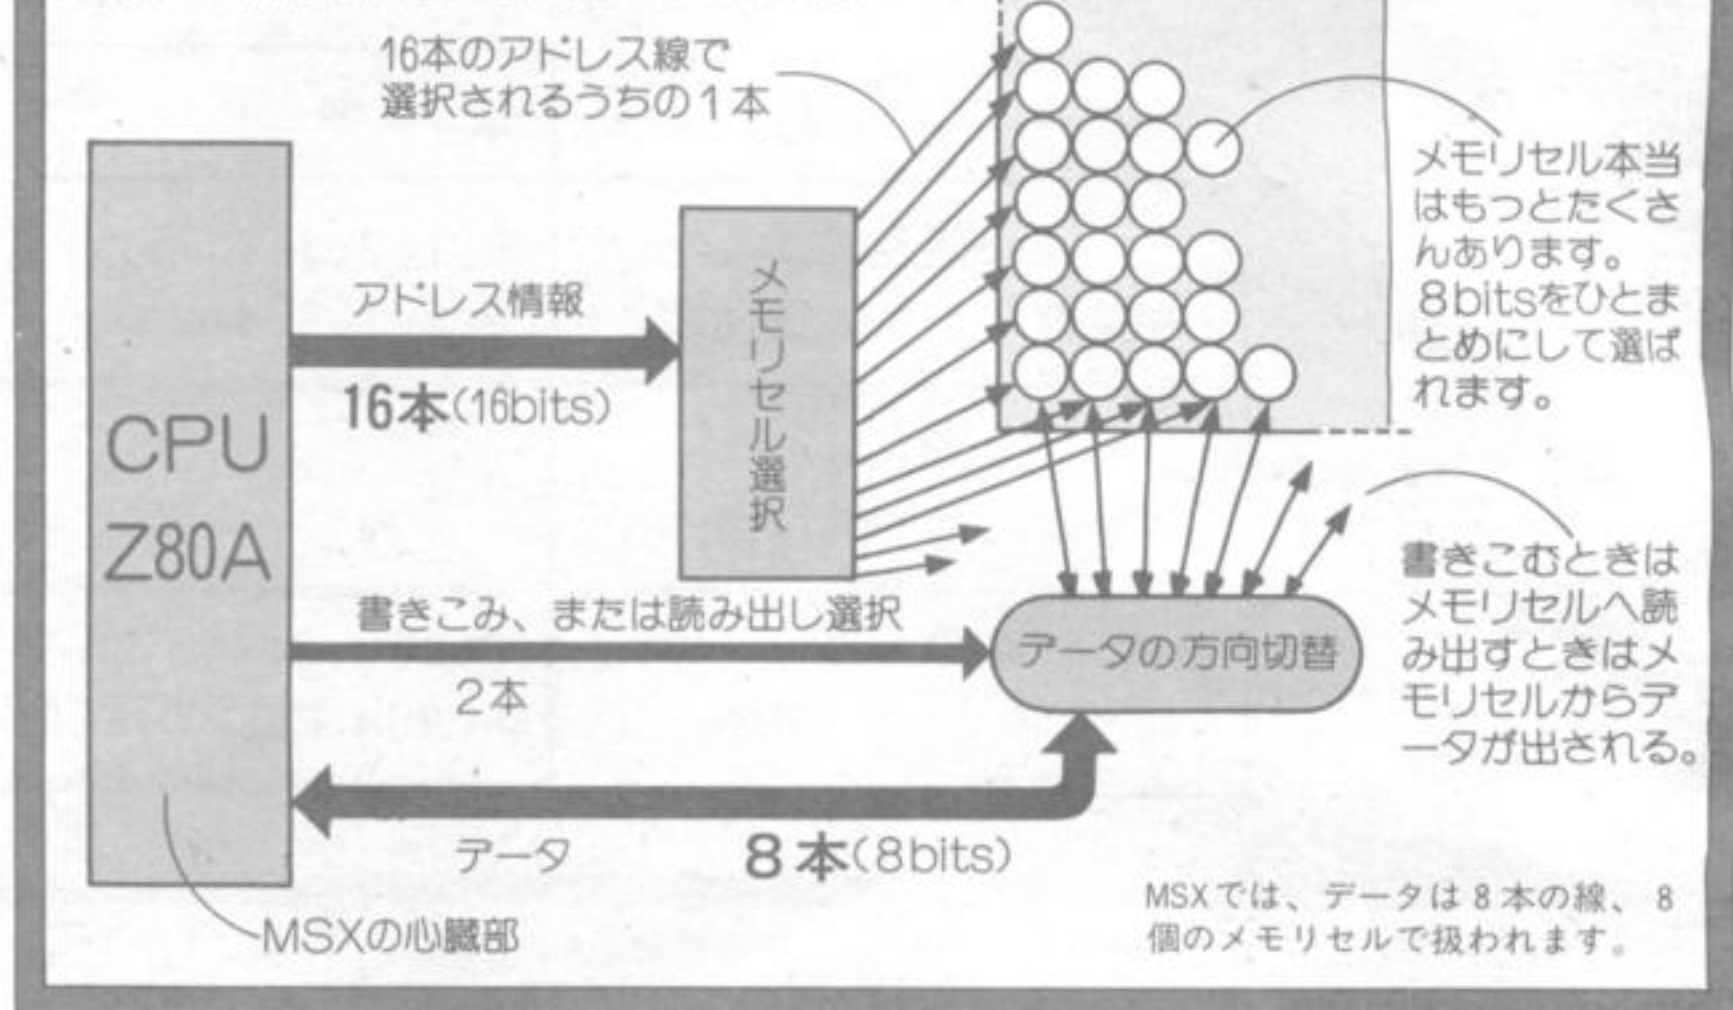 16本のアドレス線で
選択されるうちの1本
メモリセル本当
はもっとたくさ
んあります。
8bitsをひとま
とめにして選ば
れます。
アドレス情報
16本(16bits)
メモリセル選択
CPU
Z80A
書きこみ、または読み出し選択
2本
データの方向切替
書きこむときは
メモリセルへ読
み出すときはメ
モリセルからデ
ータが出される。
データ
8本(8bits)
MSXの心臓部
MSXでは、データは8本の線、8
個のメモリセルで扱われます。